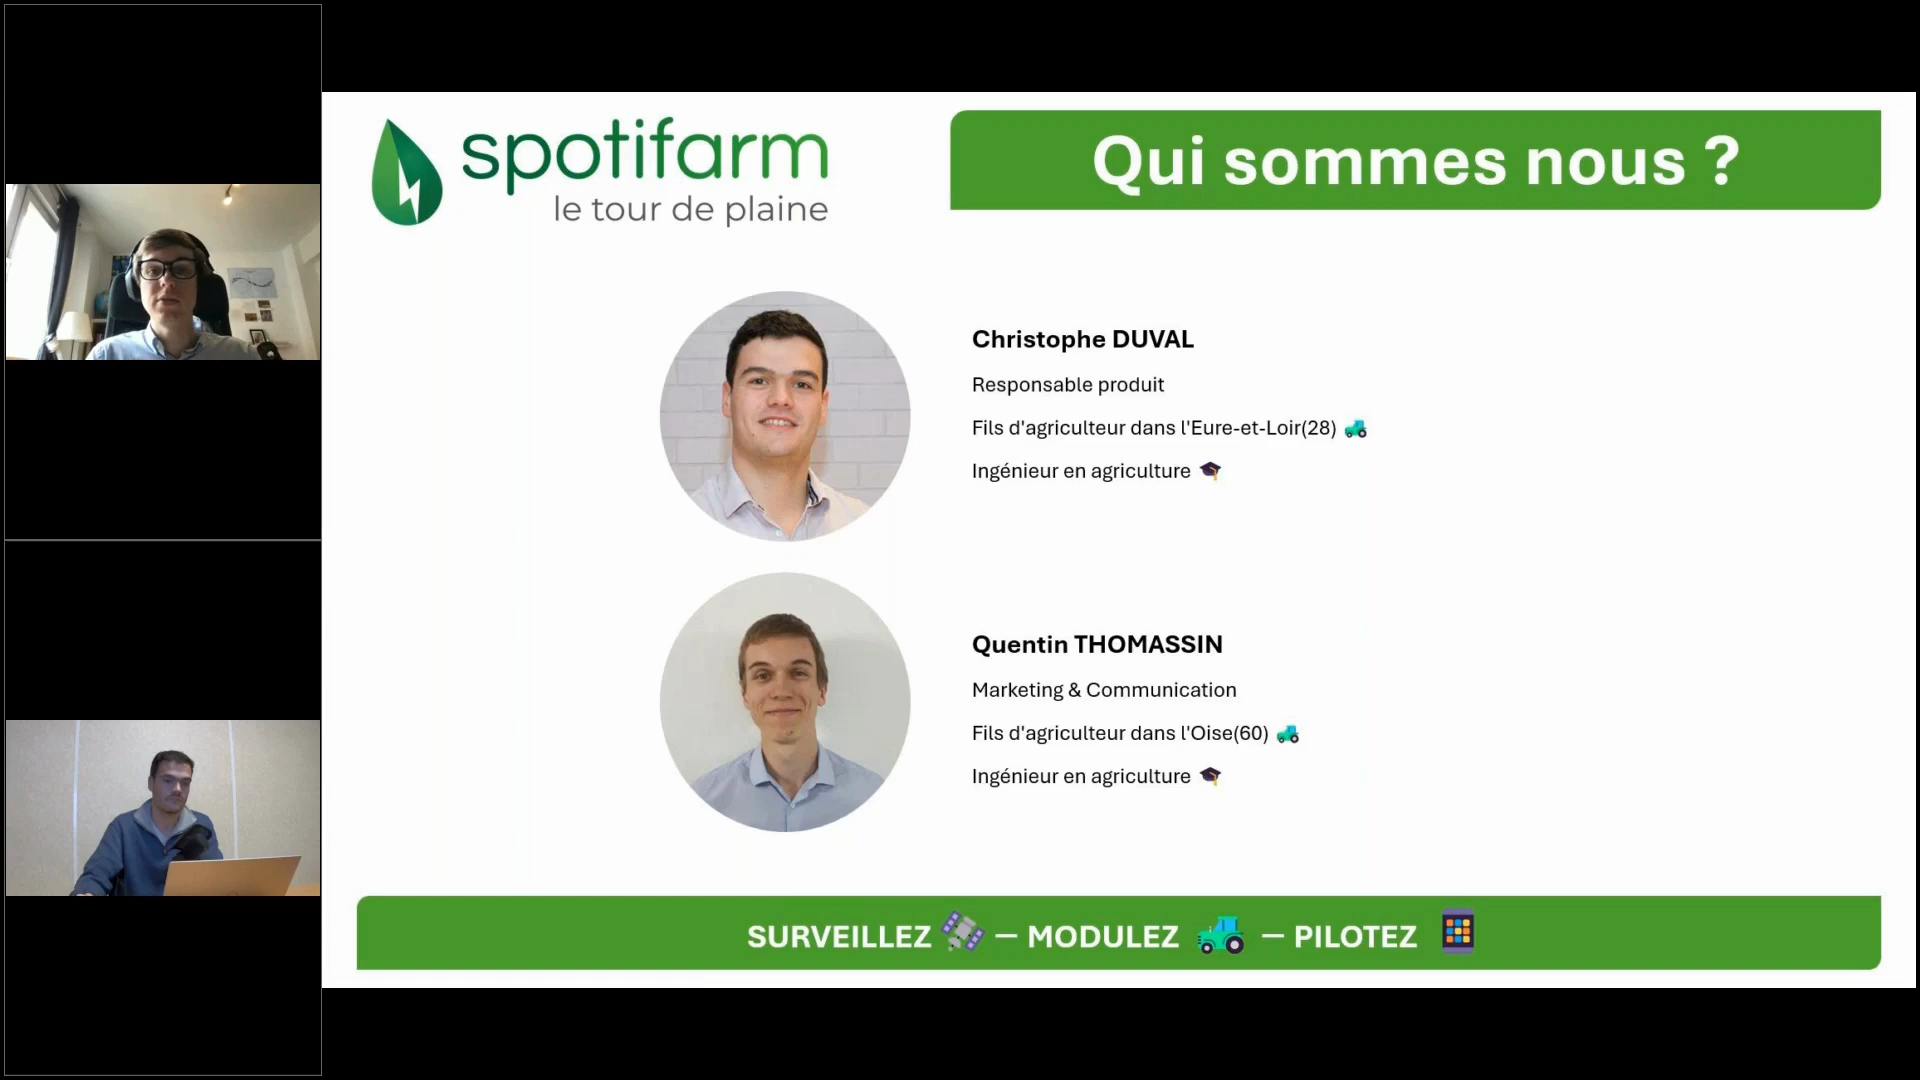 spotifarm
le tour de plaine
Qui sommes nous ?
Christophe DUVAL
Responsable produit
Fils d'agriculteur dans l'Eure-et-Loir(28)
Ingénieur en agriculture
Quentin THOMASSIN
Marketing & Communication
Fils d'agriculteur dans l'Oise(60)
Ingénieur en agriculture
SURVEILLEZ — MODULEZ — PILOTEZ